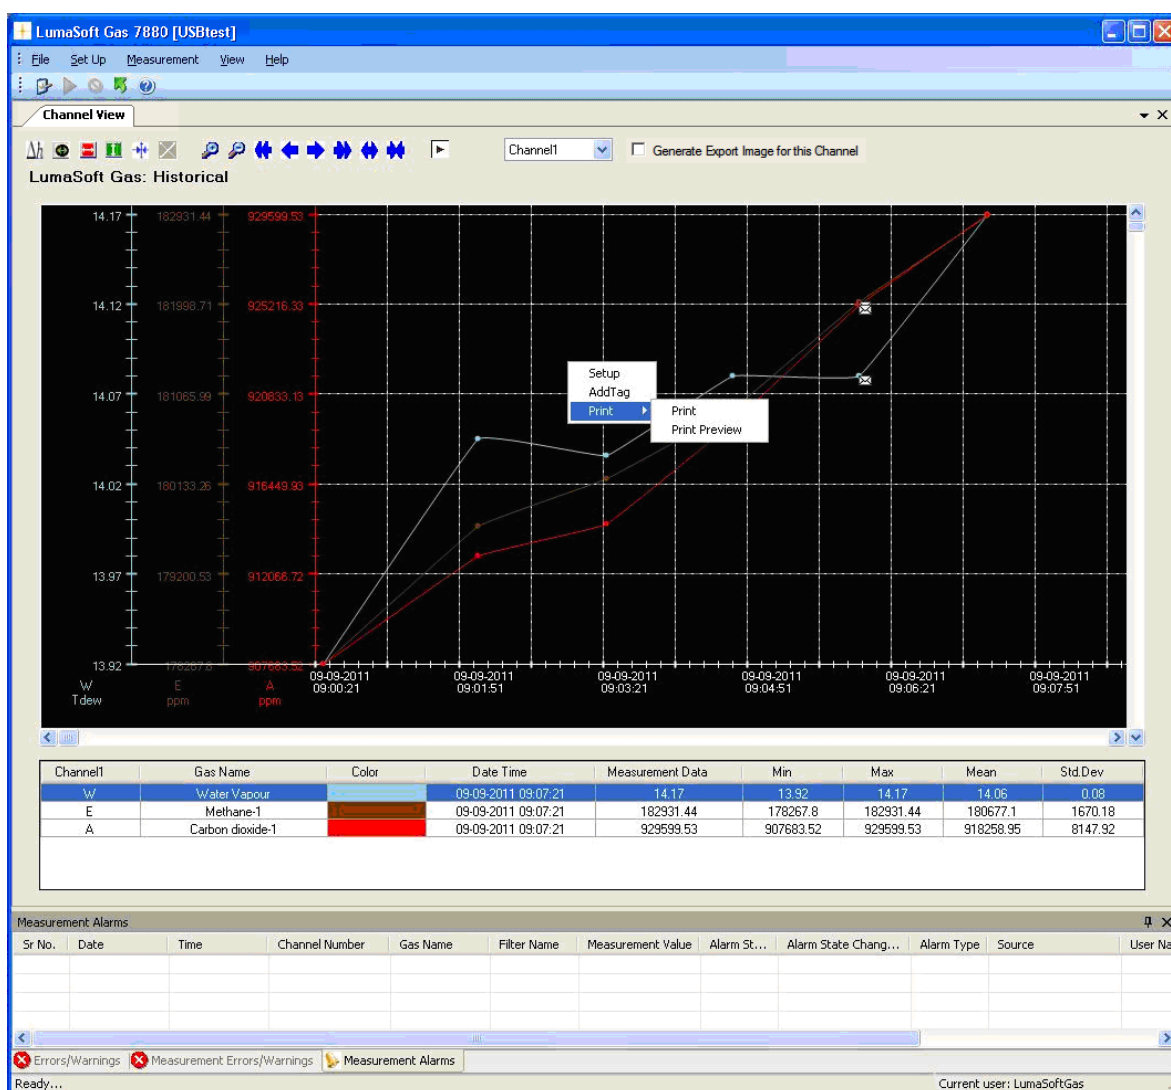 LumaSoft Gas 7880 [USBtest]
File Set Up Measurement View Help
Channel View
Channel1 Generate Export Image for this Channel
LumaSoft Gas: Historical
14.17 182931.44 929599.53
14.12 181998.71 925216.33
14.07 181065.99 920833.13
14.02 180133.26 916449.93
13.97 179200.53 912066.72
13.92 178267.8 907683.52
Setup
AddTag
Print
Print
Print Preview
W E A
Tdew ppm ppm
09-09-2011 09-09-2011 09-09-2011 09-09-2011 09-09-2011 09-09-2011
09:00:21 09:01:51 09:03:21 09:04:51 09:06:21 09:07:51
Channel1 Gas Name Color Date Time Measurement Data Min Max Mean Std.Dev
W Water Vapour 09-09-2011 09:07:21 14.17 13.92 14.17 14.06 0.08
E Methane-1 09-09-2011 09:07:21 182931.44 178267.8 182931.44 180677.1 1670.18
A Carbon dioxide-1 09-09-2011 09:07:21 929599.53 907683.52 929599.53 918258.95 8147.92
Measurement Alarms
Sr No. Date Time Channel Number Gas Name Filter Name Measurement Value Alarm St... Alarm State Chang... Alarm Type Source User Na
Errors/Warnings Measurement Errors/Warnings Measurement Alarms
Ready... Current user: LumaSoftGas